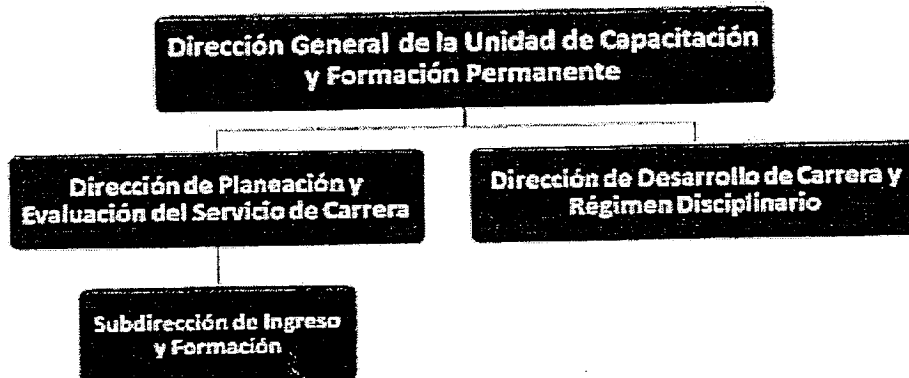 Dirección General de la Unidad de Capacitación
y Formación Permanente
Dirección de Planeación y
Evaluación del Servicio de Carrera
Dirección de Desarrollo de Carrera y
Régimen Disciplinario
Subdirección de Ingreso
y Formación